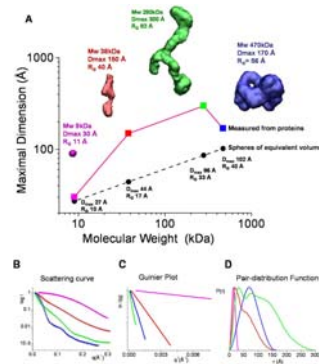 A
Mw 280kDa
Dmax 300 Å
RG 83 Å
Mw 38kDa
Dmax 150 Å
RG 40 Å
Mw 470kDa
Dmax 170 Å
RG= 56 Å
Mw 9kDa
Dmax 30 Å
RG 11 Å
Maximal Dimension (Å)
1000
100
10
100
1000
Molecular Weight (kDa)
Measured from proteins
Spheres of equivalent volume
Dmax 27 Å
RG 10 Å
Dmax 44 Å
RG 17 Å
Dmax 86 Å
RG 33 Å
Dmax 102 Å
RG 40 Å
B
Scattering curve
C
Guinier Plot
D
Pair-distribution Function
P(r)
0 50 100 150 200 250 300